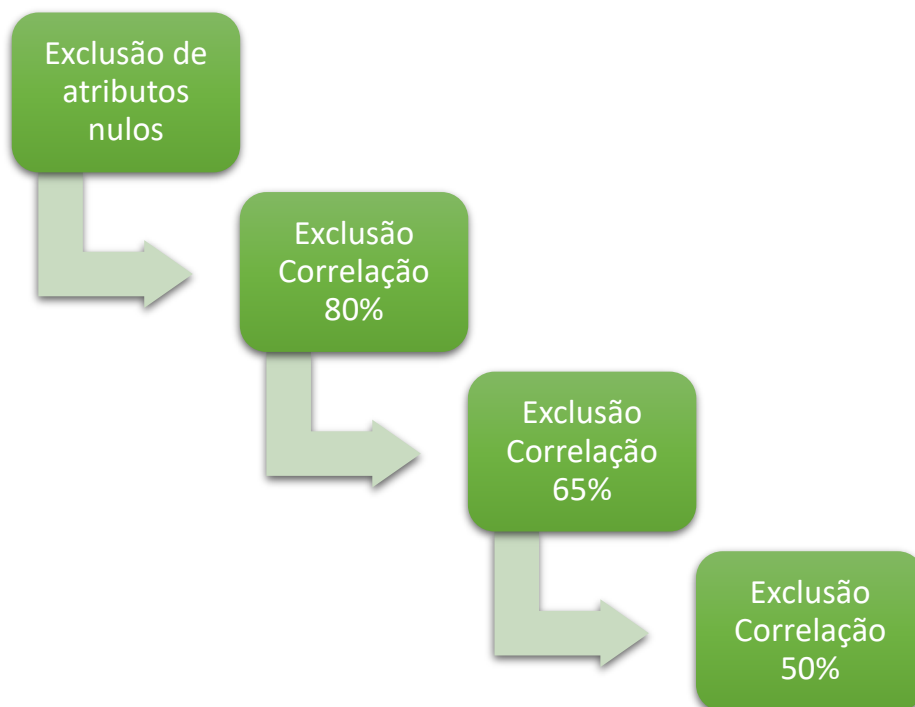 Exclusão de
atributos
nulos
Exclusão
Correlação
80%
Exclusão
Correlação
65%
Exclusão
Correlação
50%